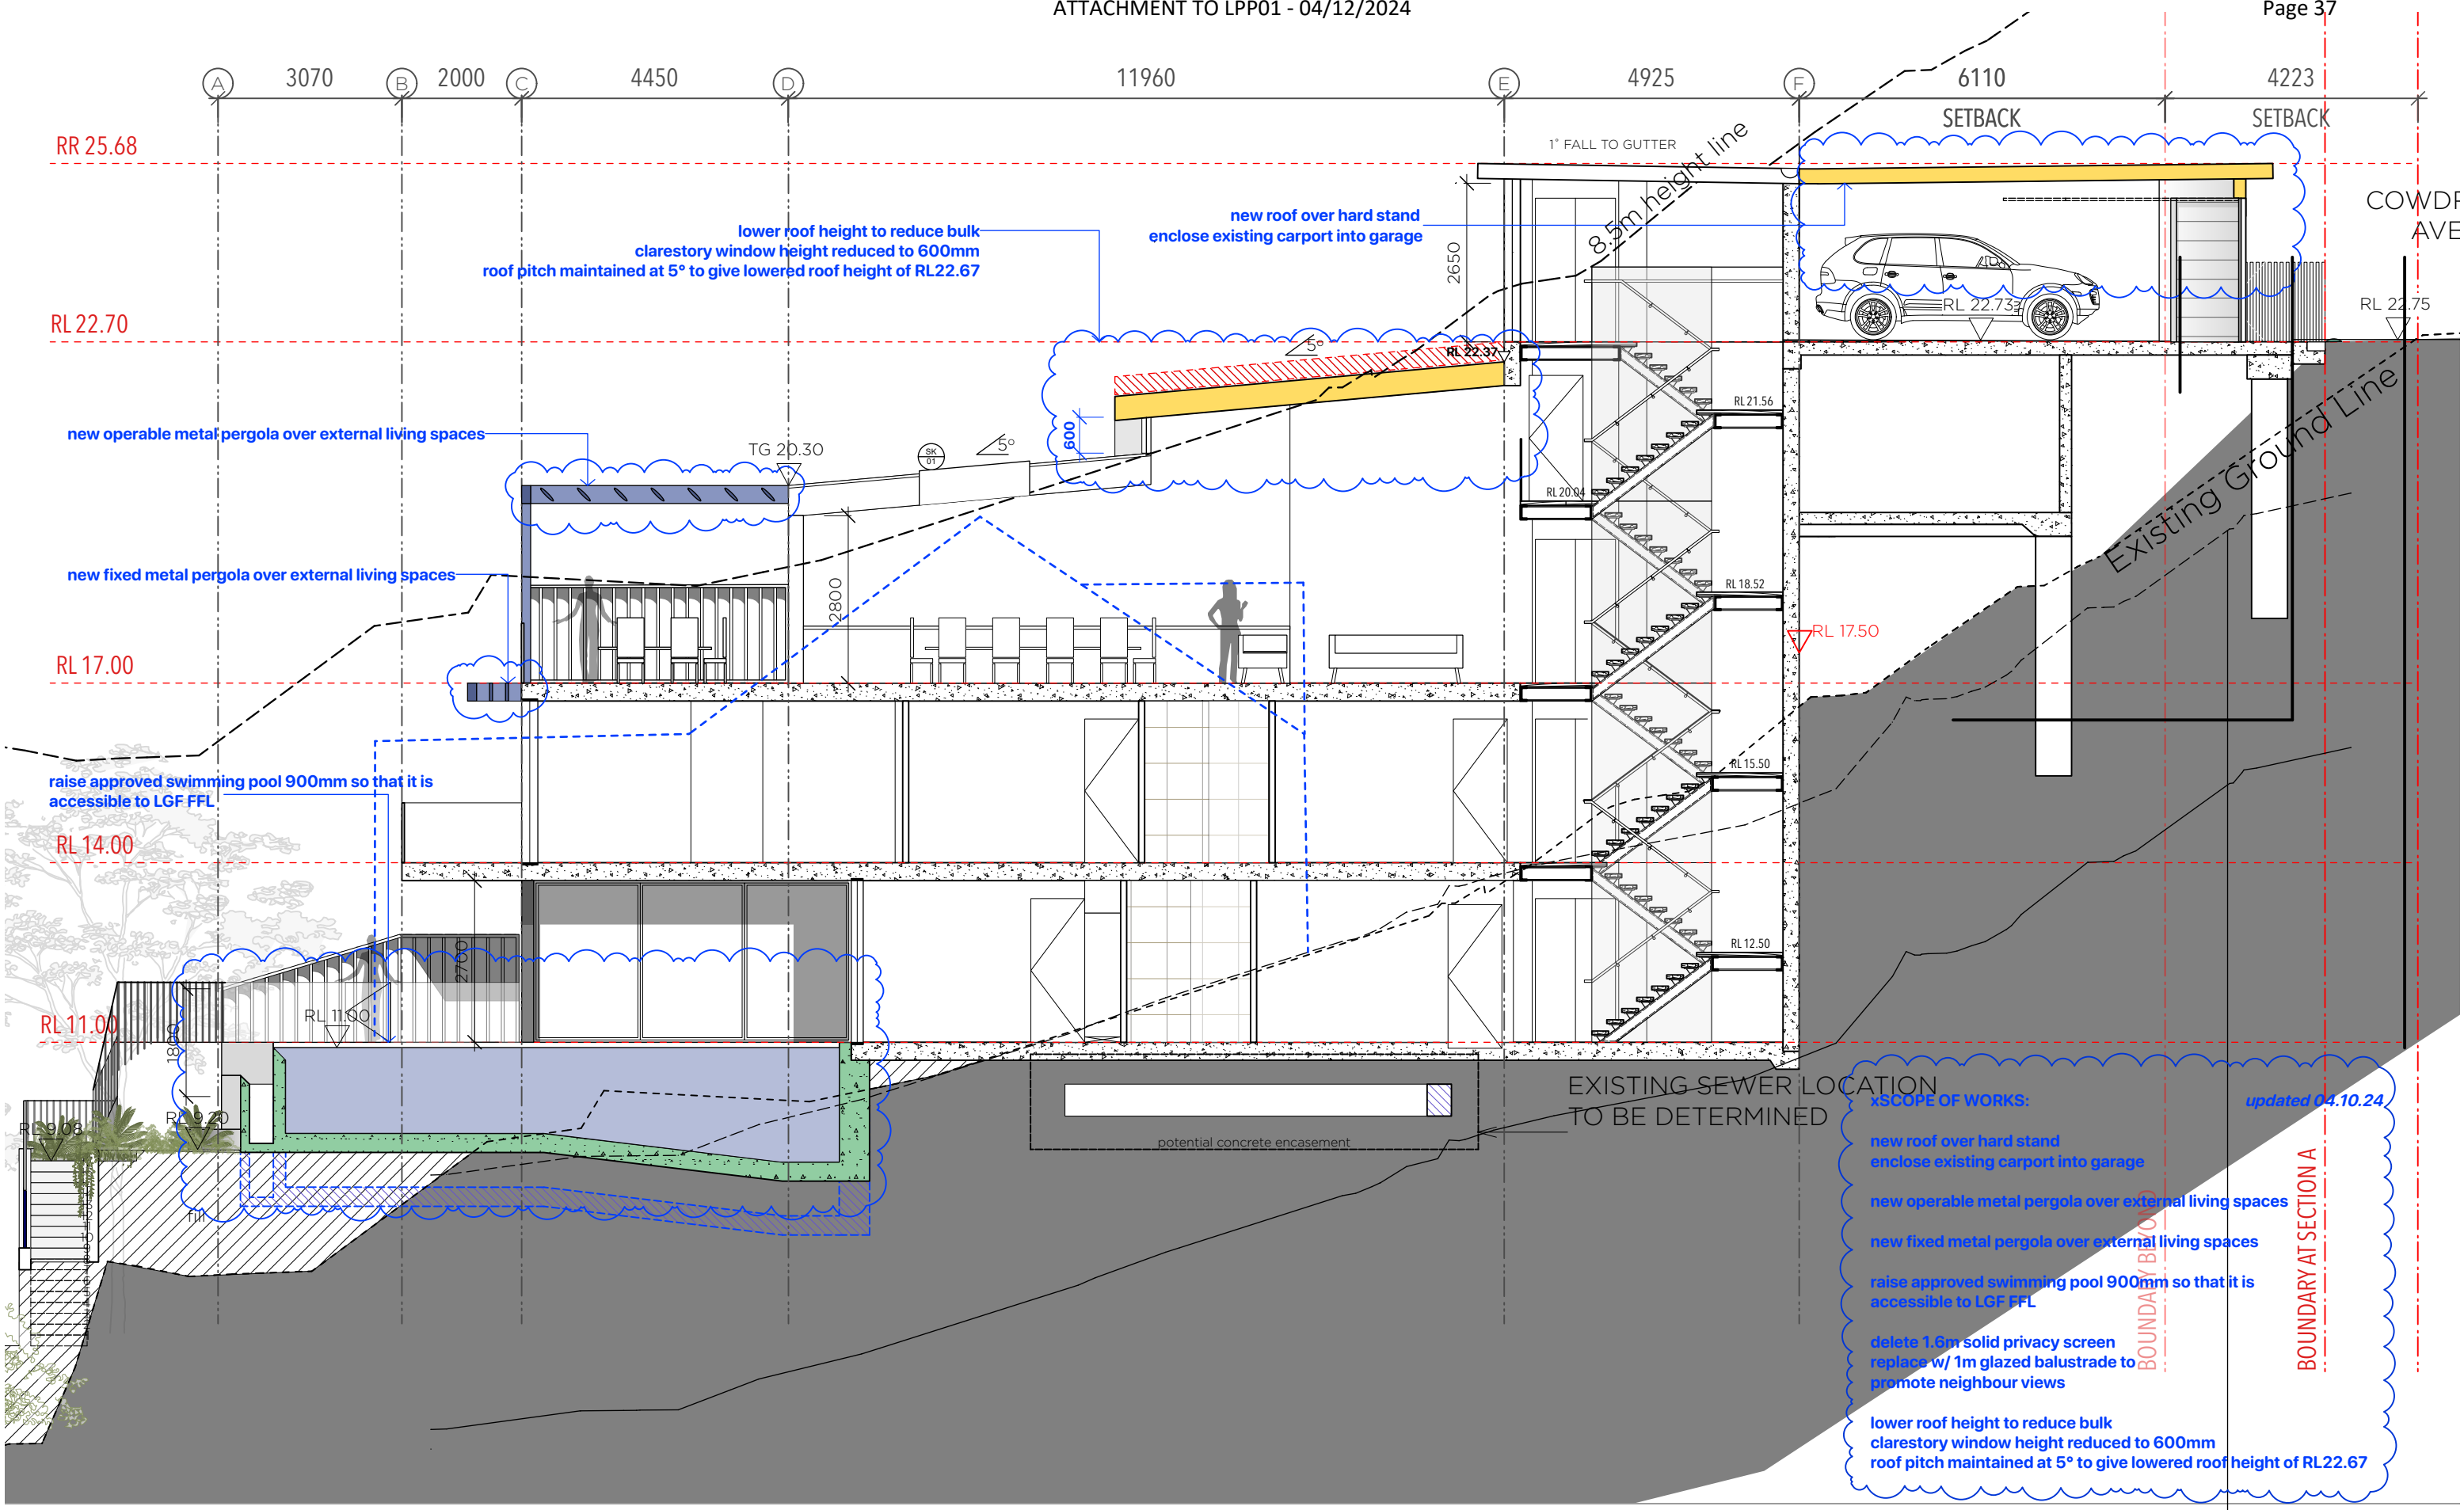 ATTACHMENT TO LPP01 - 04/12/2024
Page 37
A
3070
B
2000
C
4450
D
11960
E
4925
F
6110
4223
SETBACK
SETBACK
RR 25.68
1° FALL TO GUTTER
8.5m height line
COWDR
AVE
lower roof height to reduce bulk
clarestory window height reduced to 600mm
roof pitch maintained at 5° to give lowered roof height of RL22.67
new roof over hard stand
enclose existing carport into garage
2650
RL 22.73
RL 22.75
RL 22.70
5°
RL 22.37
RL 21.56
600
new operable metal pergola over external living spaces
TG 20.30
SK
01
5°
Existing Ground Line
RL 20.04
new fixed metal pergola over external living spaces
2800
RL 18.52
RL 17.50
RL 17.00
raise approved swimming pool 900mm so that it is
accessible to LGF FFL
RL 15.50
RL 14.00
2700
RL 12.50
RL 11.00
RL 11.00
1800
RL 9.20
RL 9.08
fill
EXISTING SEWER LOCATION
TO BE DETERMINED
potential concrete encasement
xSCOPE OF WORKS:
updated 04.10.24
new roof over hard stand
enclose existing carport into garage
new operable metal pergola over external living spaces
new fixed metal pergola over external living spaces
raise approved swimming pool 900mm so that it is
accessible to LGF FFL
delete 1.6m solid privacy screen
replace w/ 1m glazed balustrade to
promote neighbour views
lower roof height to reduce bulk
clarestory window height reduced to 600mm
roof pitch maintained at 5° to give lowered roof height of RL22.67
BOUNDARY BEYOND
BOUNDARY AT SECTION A